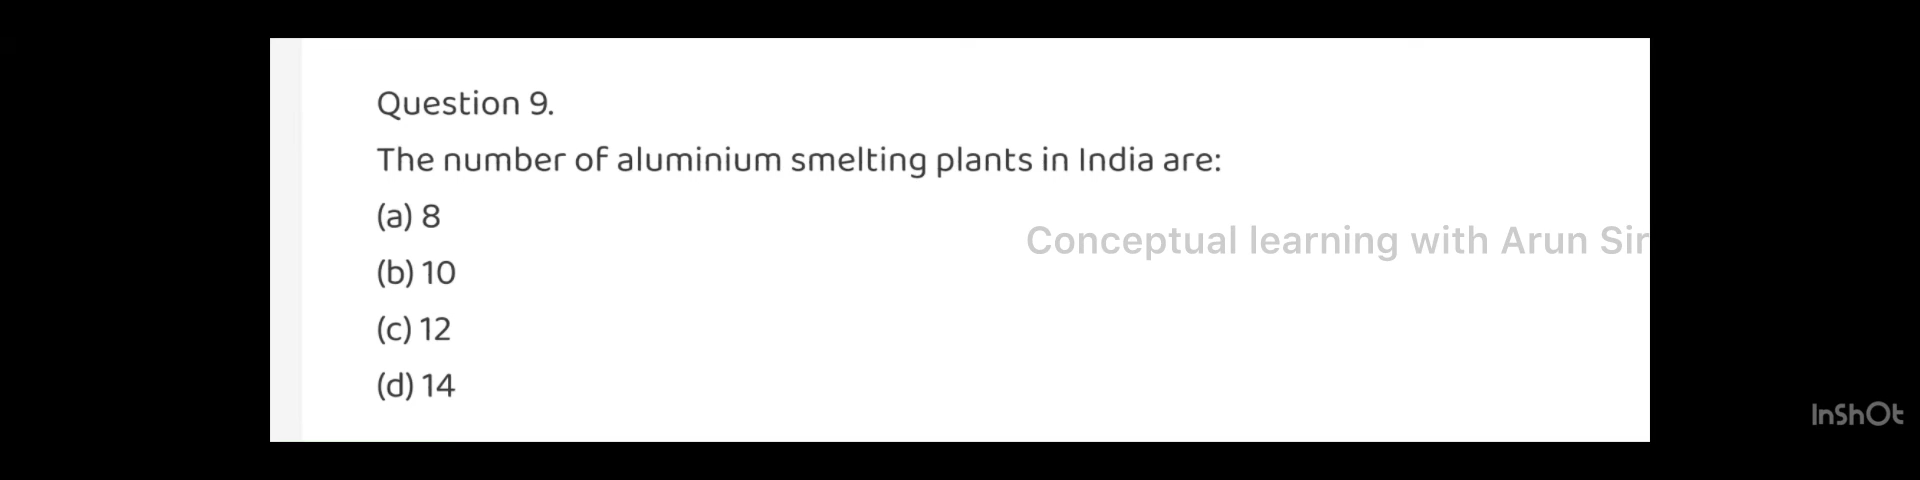 Question 9.
The number of aluminium smelting plants in India are:
(a) 8
Conceptual learning with Arun Sir
(b) 10
(c) 12
(d) 14
InShOt